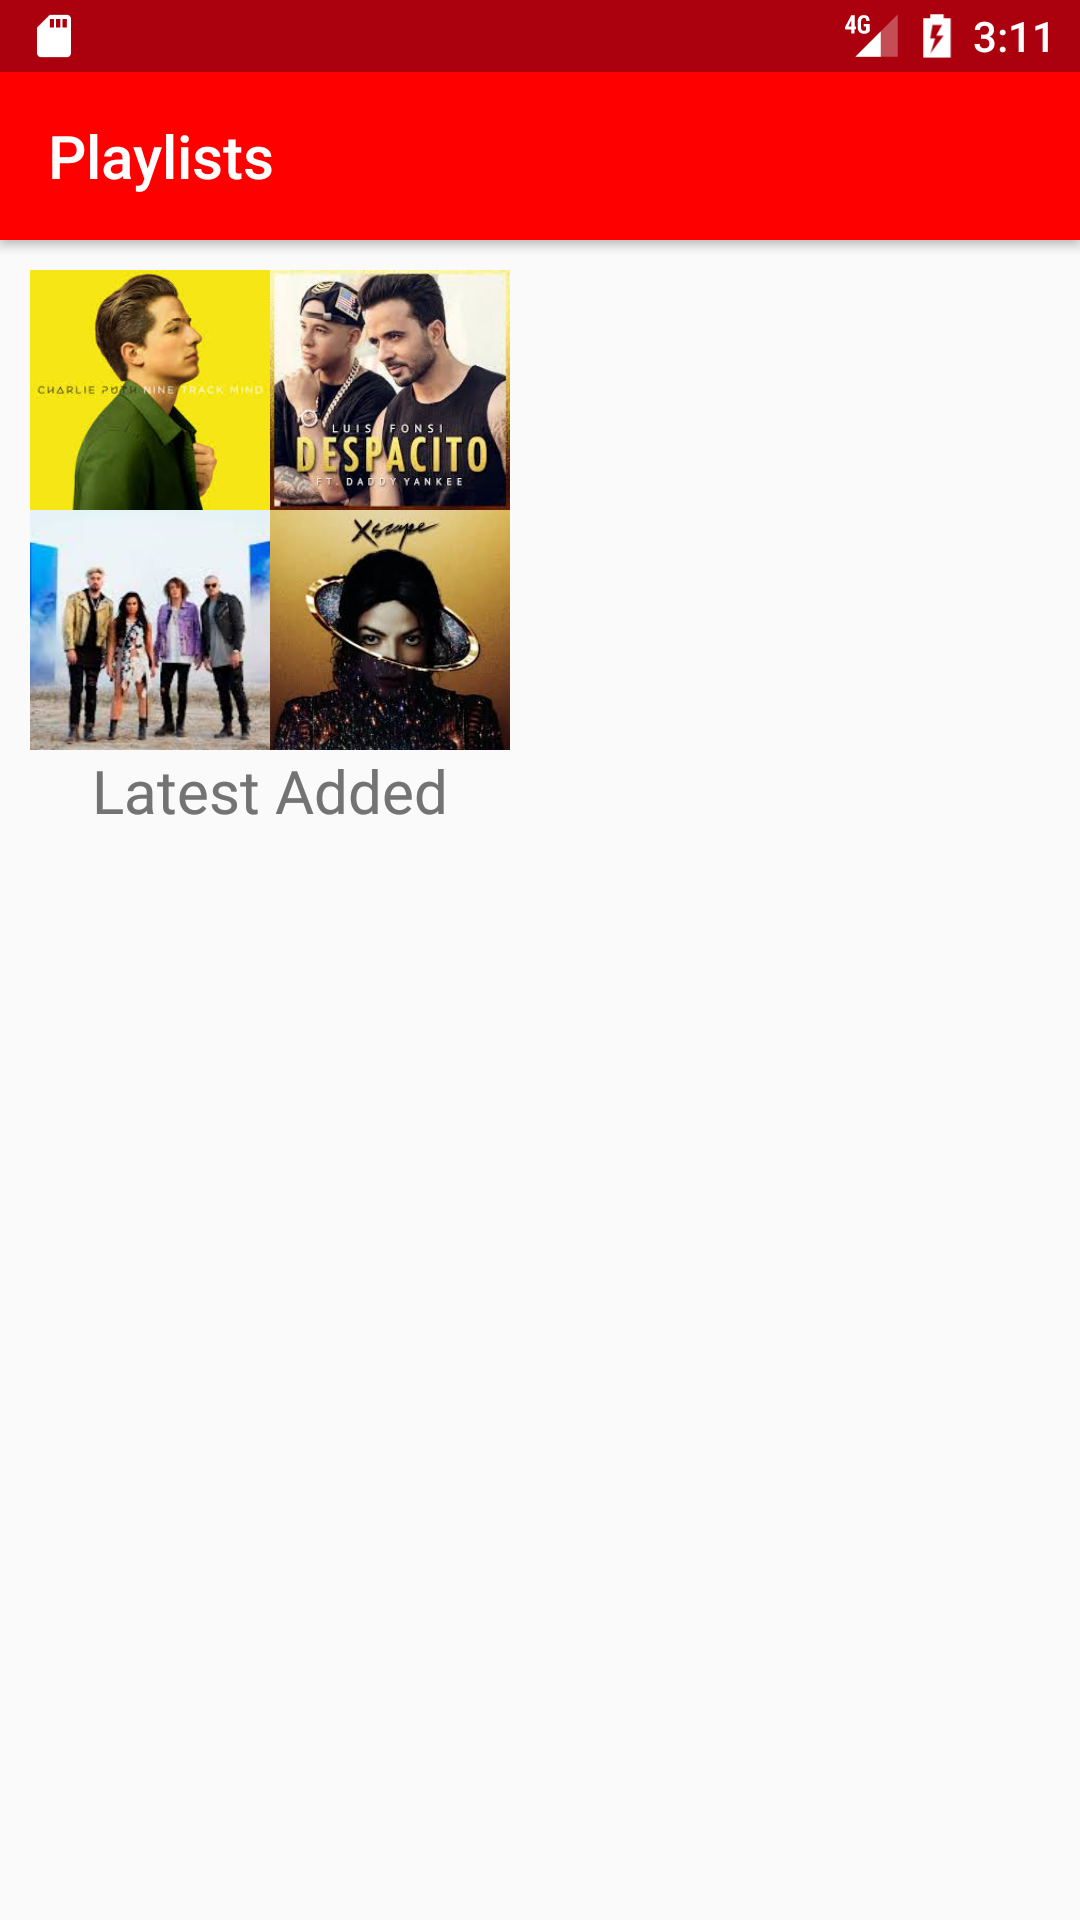 4G 3:11
Playlists
CHARLIE PUTH NINE TRACK MIND
LUIS FONSI
DESPACITO
FT. DADDY YANKEE
Xscape
Latest Added